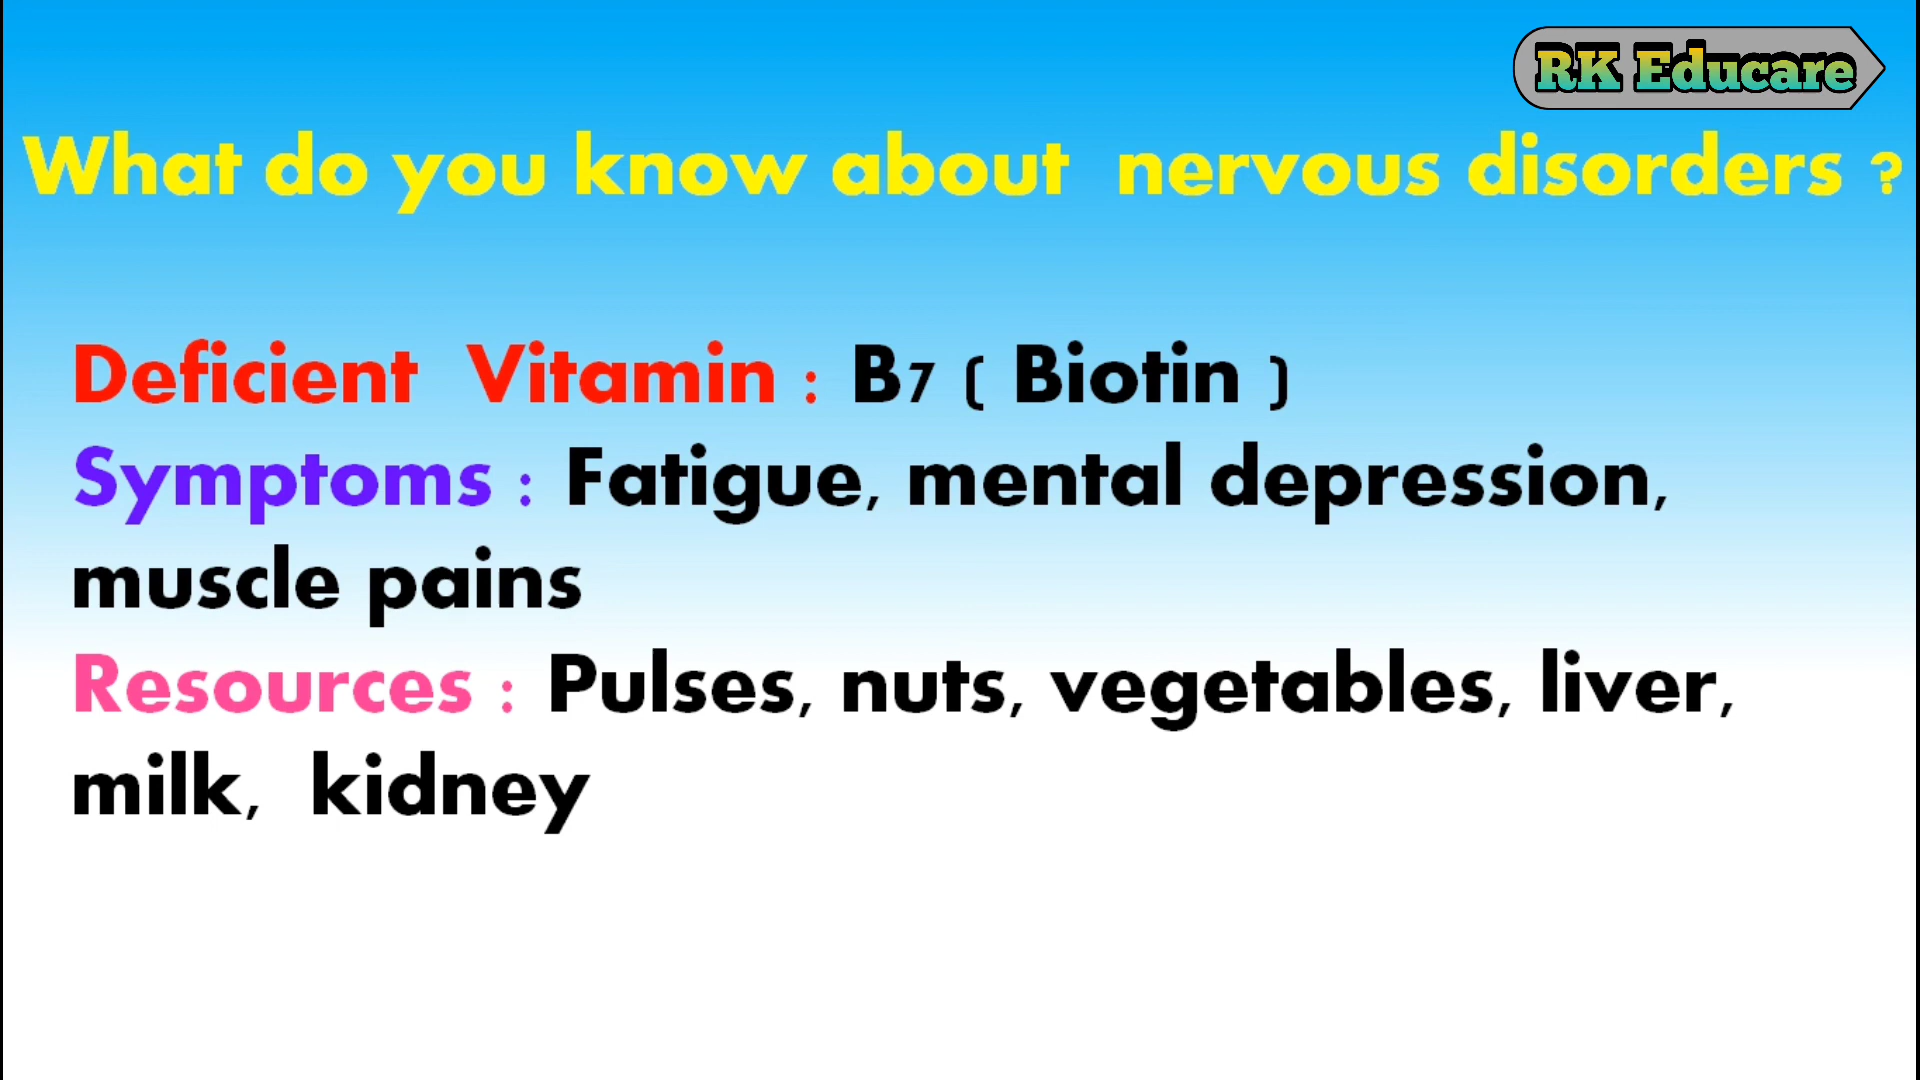 RK Educare
What do you know about nervous disorders ?
Deficient Vitamin : B7 ( Biotin )
Symptoms : Fatigue, mental depression,
muscle pains
Resources : Pulses, nuts, vegetables, liver,
milk, kidney